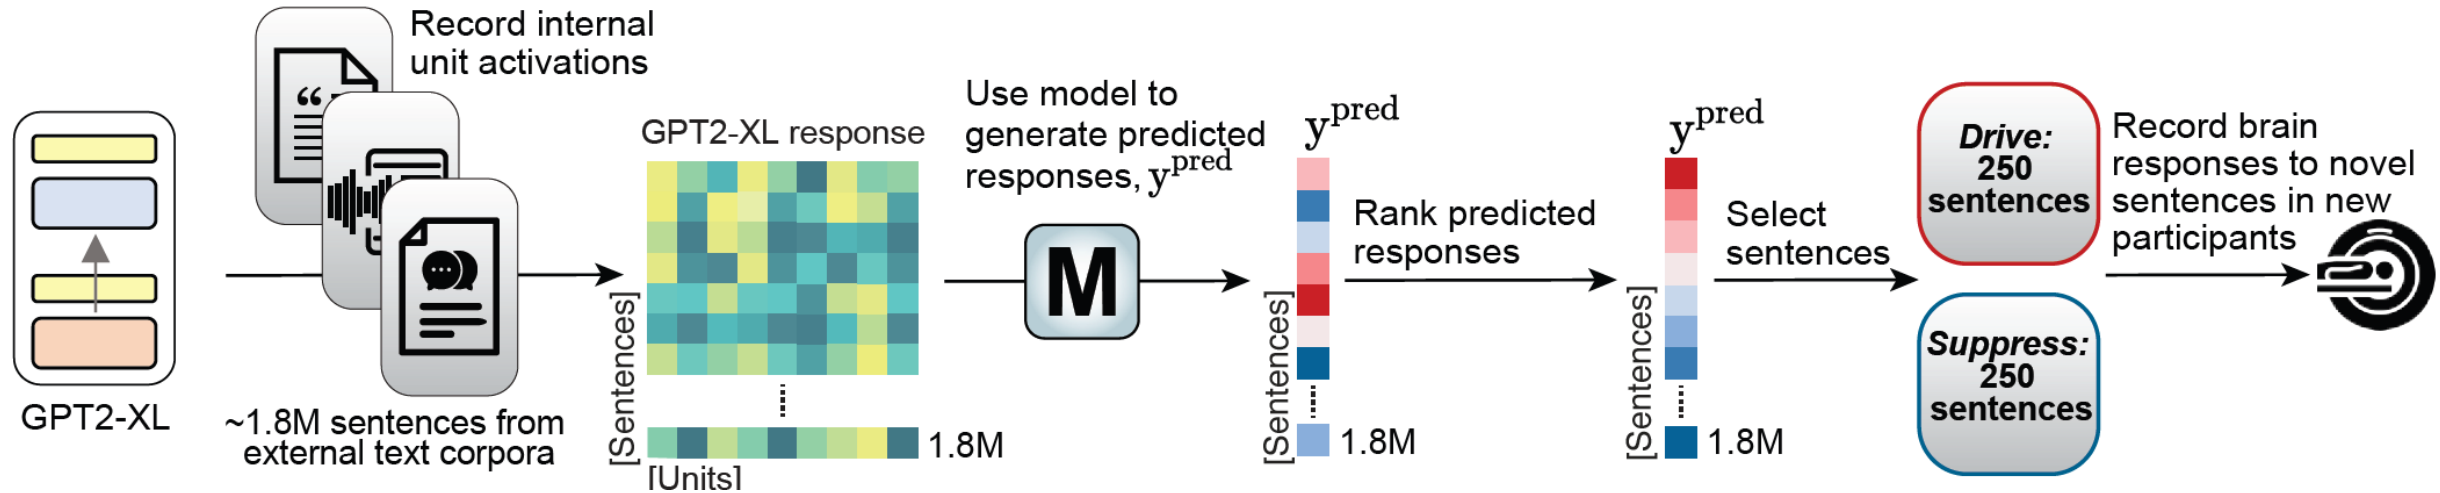 GPT2-XL
Record internal
unit activations
~1.8M sentences from
external text corpora
GPT2-XL response
[Sentences]
[Units]
1.8M
Use model to
generate predicted
responses, y^pred
M
y^pred
[Sentences]
1.8M
Rank predicted
responses
y^pred
[Sentences]
1.8M
Select
sentences
Drive:
250
sentences
Suppress:
250
sentences
Record brain
responses to novel
sentences in new
participants